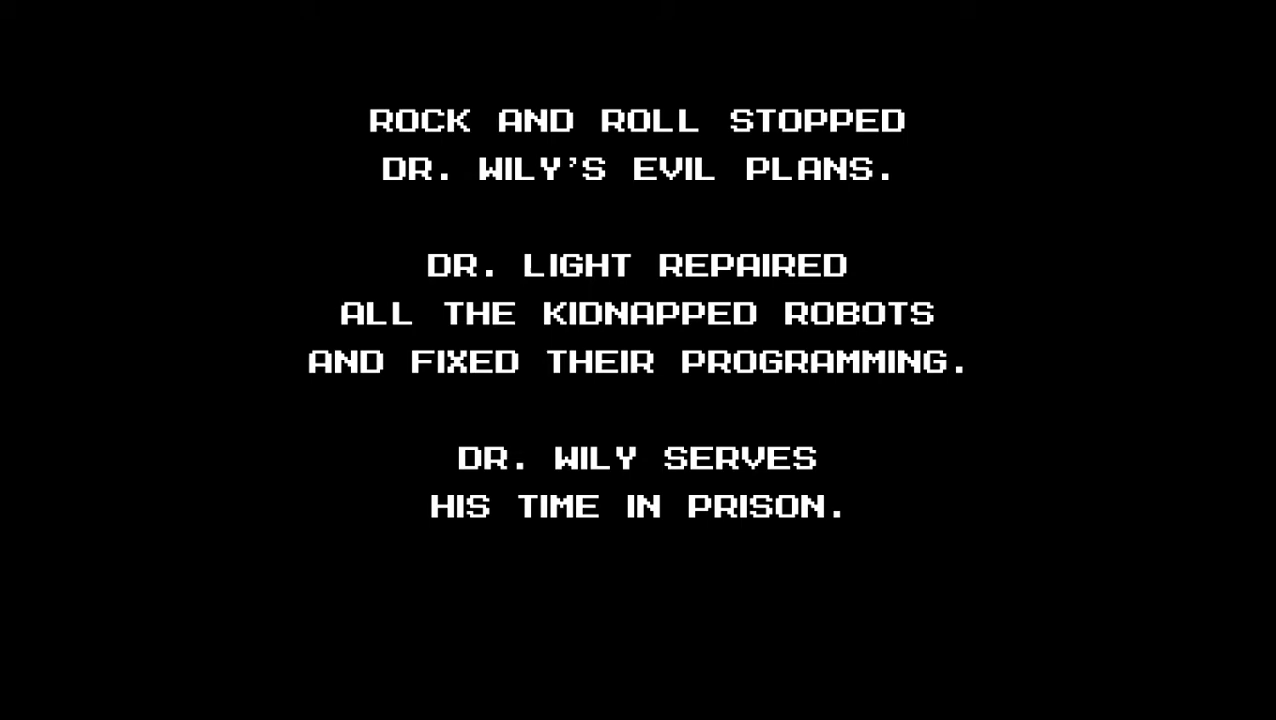 ROCK AND ROLL STOPPED
DR. WILY'S EVIL PLANS.
DR. LIGHT REPAIRED
ALL THE KIDNAPPED ROBOTS
AND FIXED THEIR PROGRAMMING.
DR. WILY SERVES
HIS TIME IN PRISON.